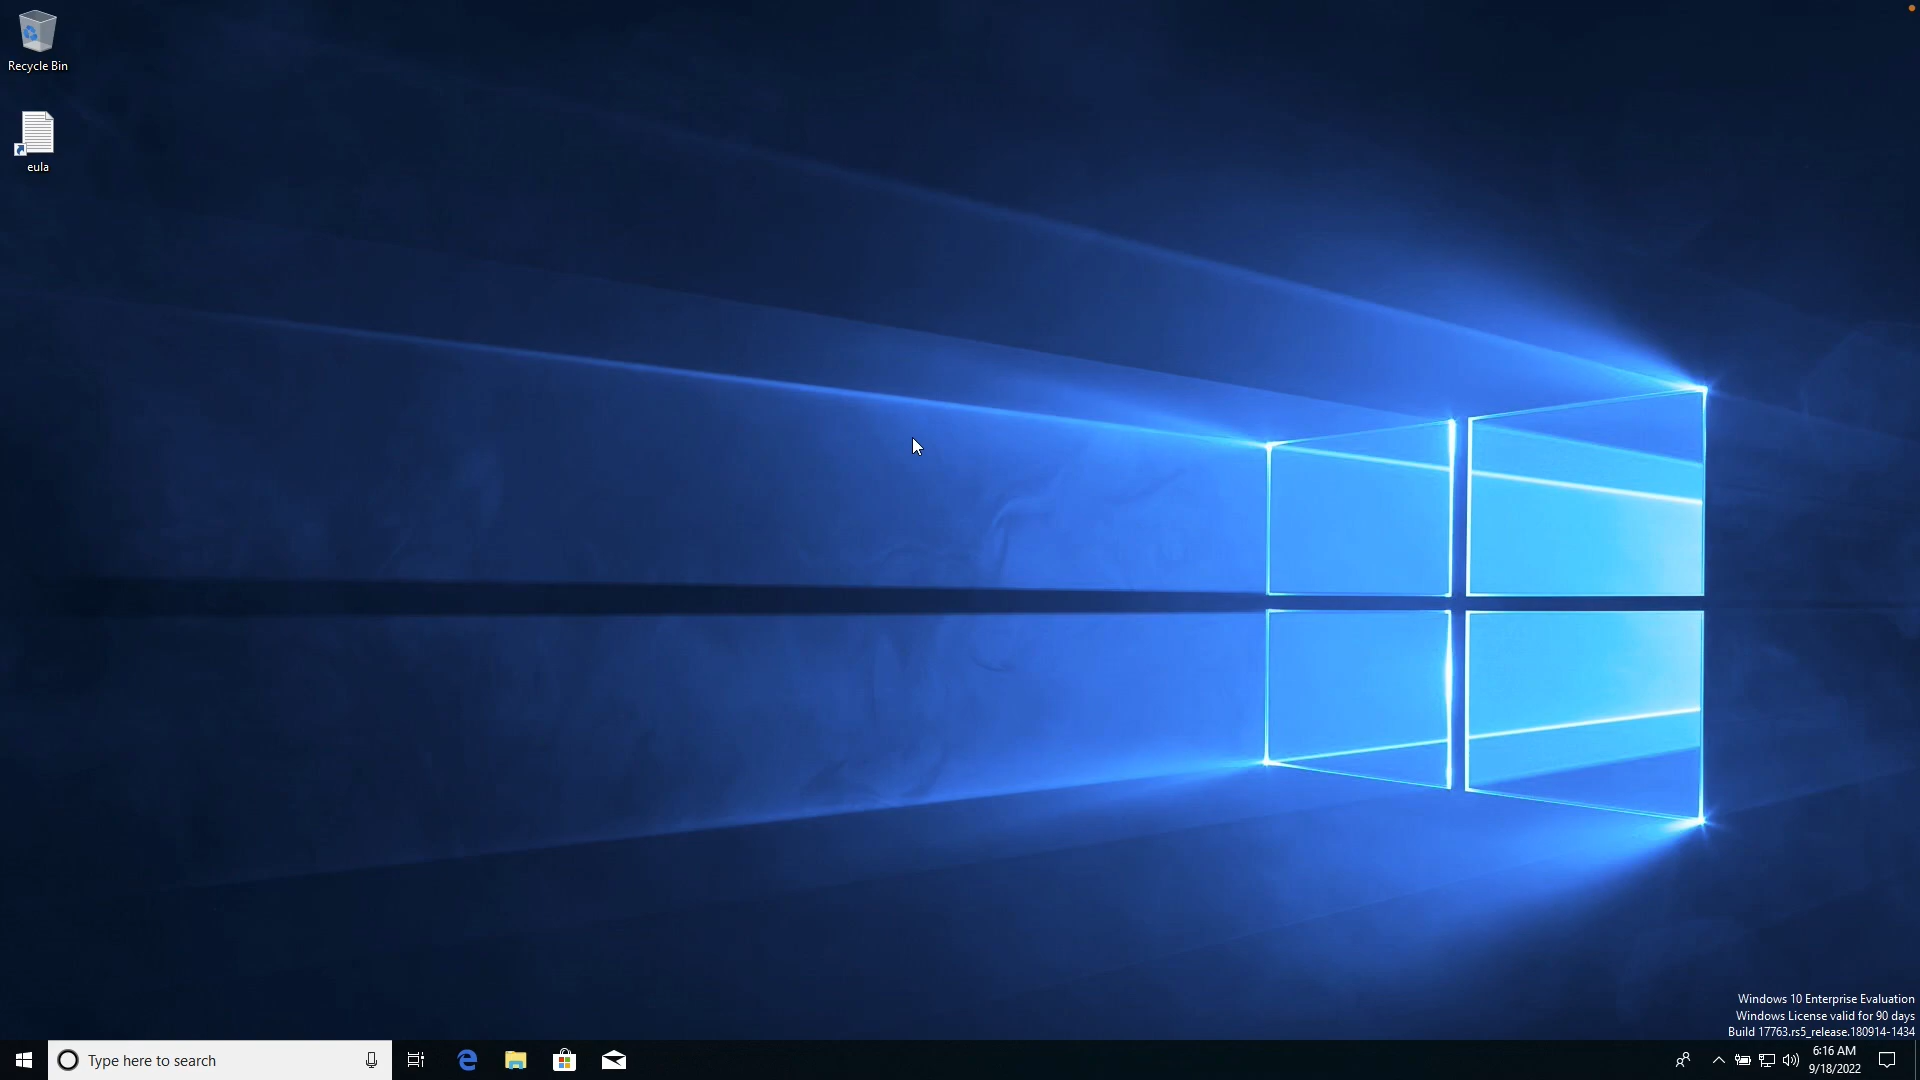 Recycle Bin
eula
Windows 10 Enterprise Evaluation
Windows License valid for 90 days
Build 17763.rs5_release.180914-1434
Type here to search
6:16 AM
9/18/2022